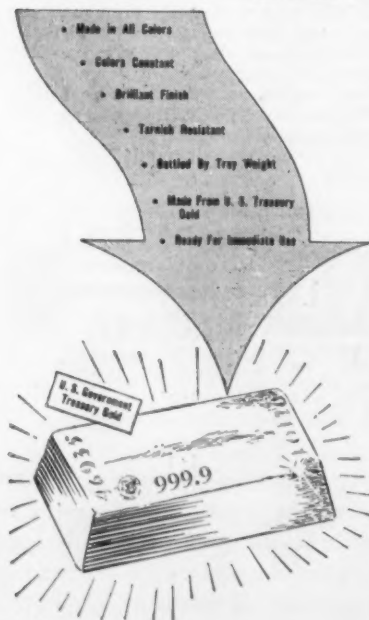 • Made in All Colors
• Colors Constant
• Brilliant Finish
• Tarnish Resistant
• Bottled By Troy Weight
• Made From U. S. Treasury
Gold
• Ready For Immediate Use
U. S. Government
Treasury Gold
999.9